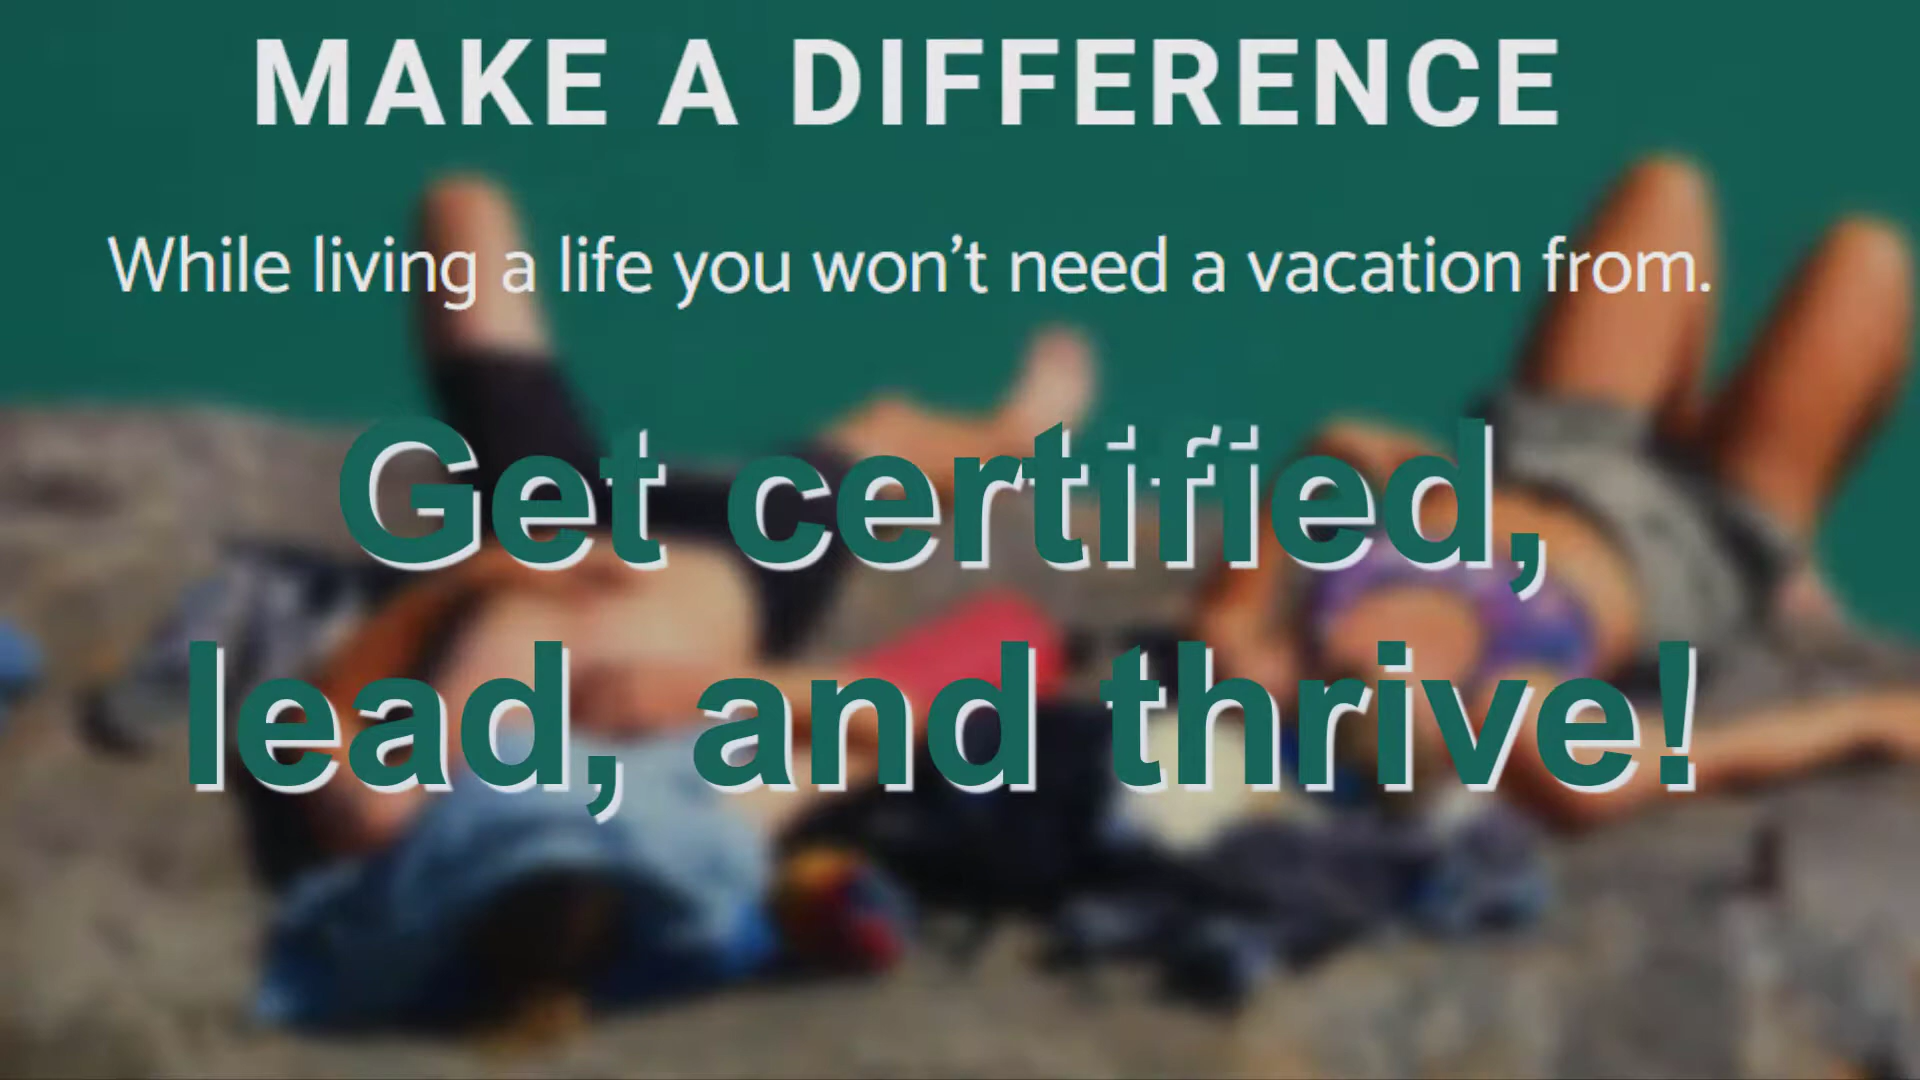 MAKE A DIFFERENCE
While living a life you won't need a vacation from.
Get certified,
lead, and thrive!